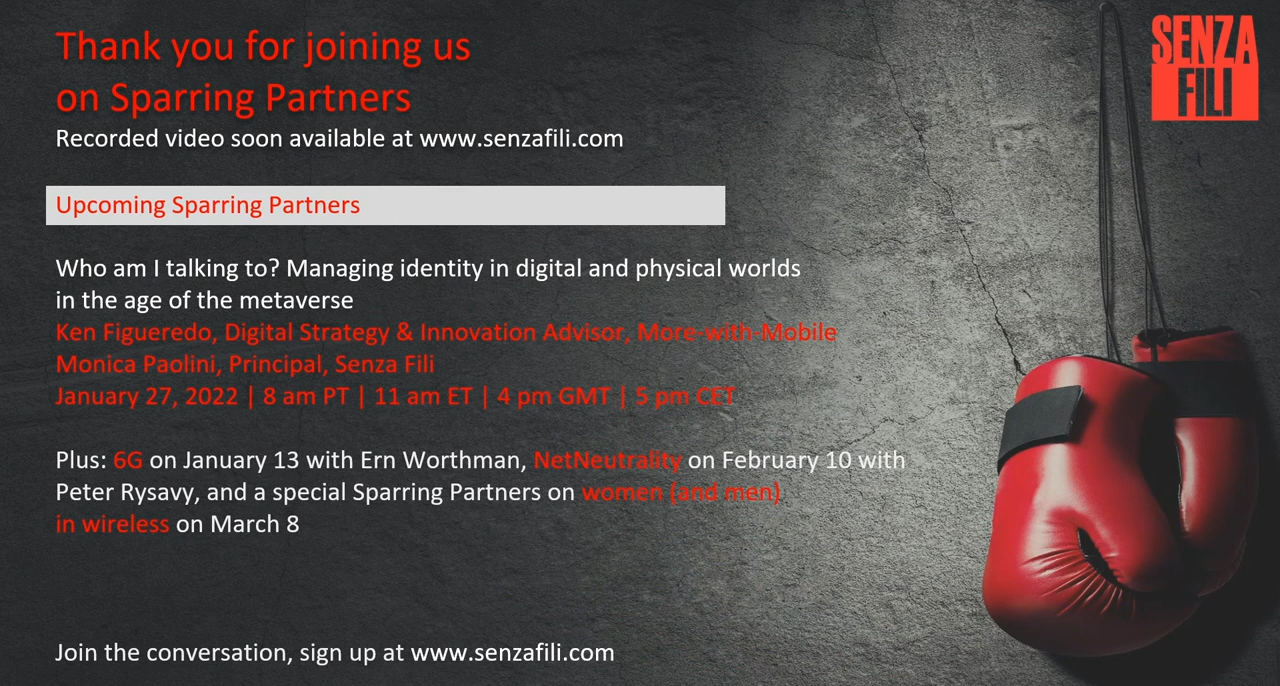 Thank you for joining us
on Sparring Partners
Recorded video soon available at www.senzafili.com
SENZA
FILI
Upcoming Sparring Partners
Who am I talking to? Managing identity in digital and physical worlds
in the age of the metaverse
Ken Figueredo, Digital Strategy & Innovation Advisor, More-with-Mobile
Monica Paolini, Principal, Senza Fili
January 27, 2022 | 8 am PT | 11 am ET | 4 pm GMT | 5 pm CET
Plus: 6G on January 13 with Ern Worthman, NetNeutrality on February 10 with
Peter Rysavy, and a special Sparring Partners on women (and men)
in wireless on March 8
Join the conversation, sign up at www.senzafili.com